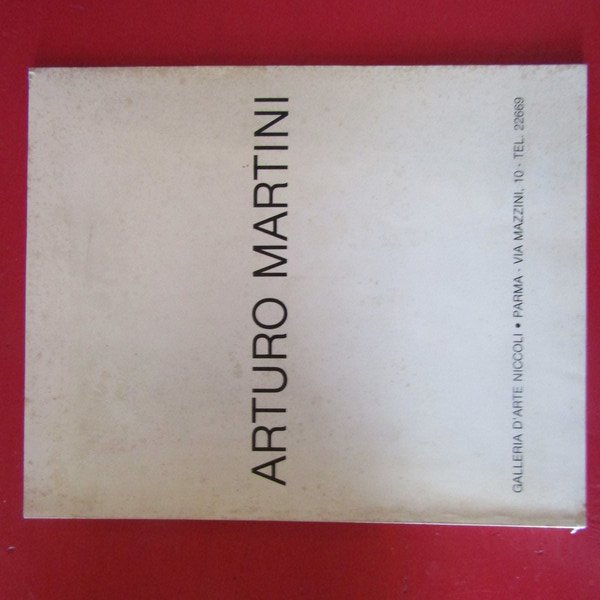 ARTURO MARTINI
GALLERIA D'ARTE NICCOLI • PARMA - VIA MAZZINI, 10 - TEL. 22669